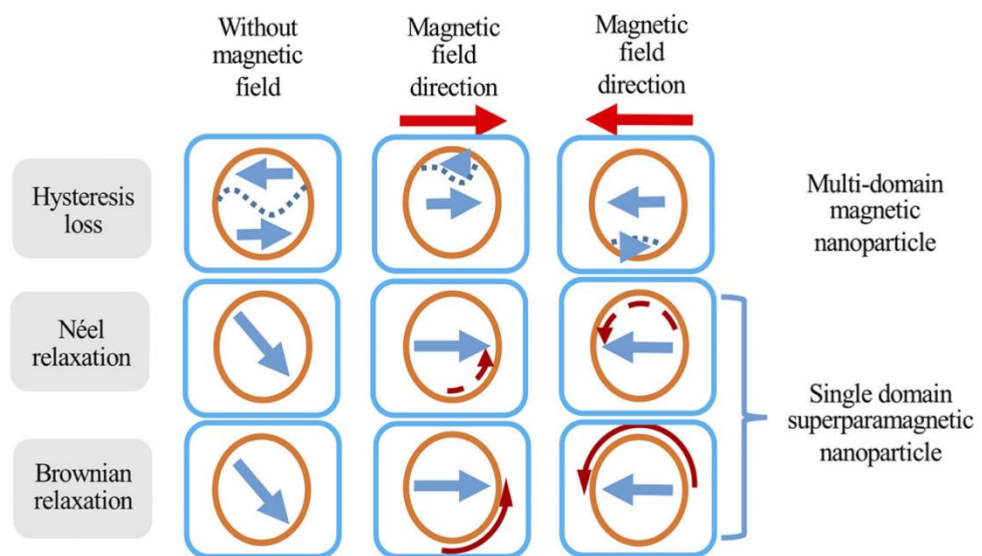 Without
magnetic
field
Magnetic
field
direction
Magnetic
field
direction
Hysteresis
loss
Multi-domain
magnetic
nanoparticle
Néel
relaxation
Single domain
superparamagnetic
nanoparticle
Brownian
relaxation